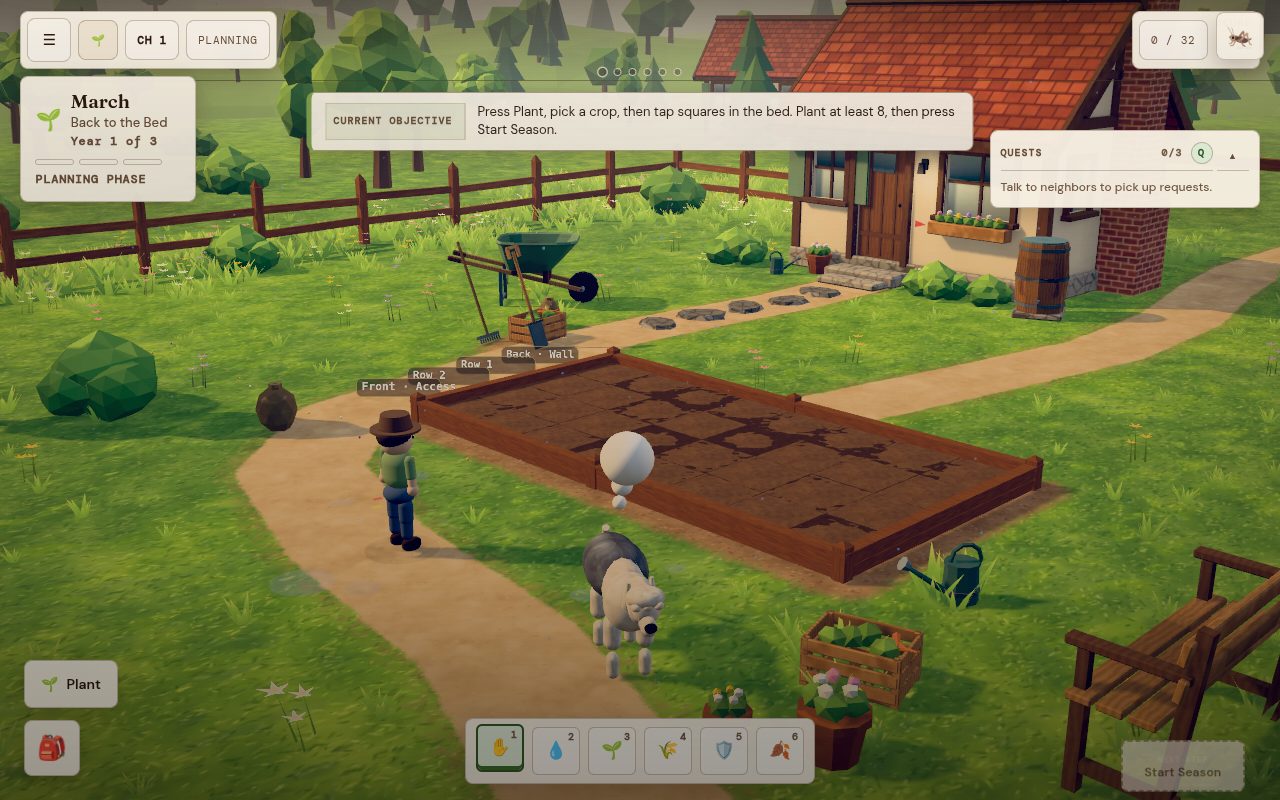 CH 1
PLANNING
0 / 32
March
Back to the Bed
Year 1 of 3
PLANNING PHASE
CURRENT OBJECTIVE
Press Plant, pick a crop, then tap squares in the bed. Plant at least 8, then press
Start Season.
QUESTS 0/3 Q
Talk to neighbors to pick up requests.
Back · Wall
Row 1
Row 2
Front · Access
Plant
1 2 3 4 5 6
Start Season